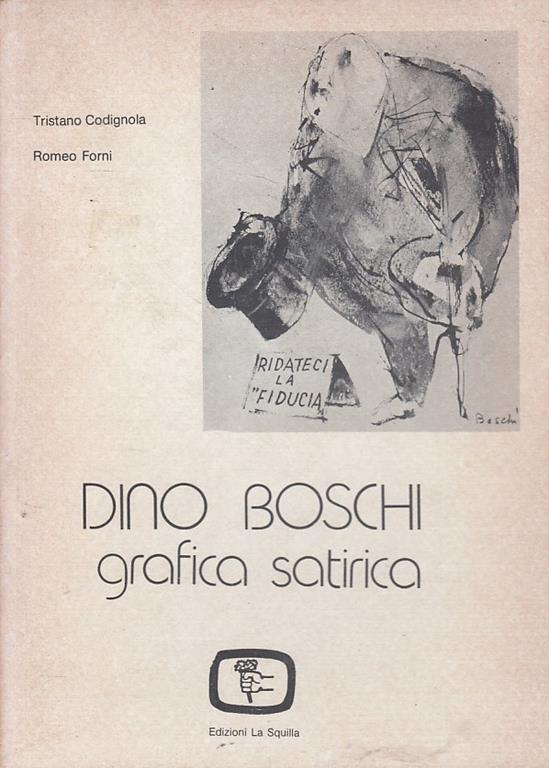 Tristano Codignola
Romeo Forni
RIDATECI
LA
"FIDUCIA
Boschi
DINO BOSCHI
grafica satirica
Edizioni La Squilla